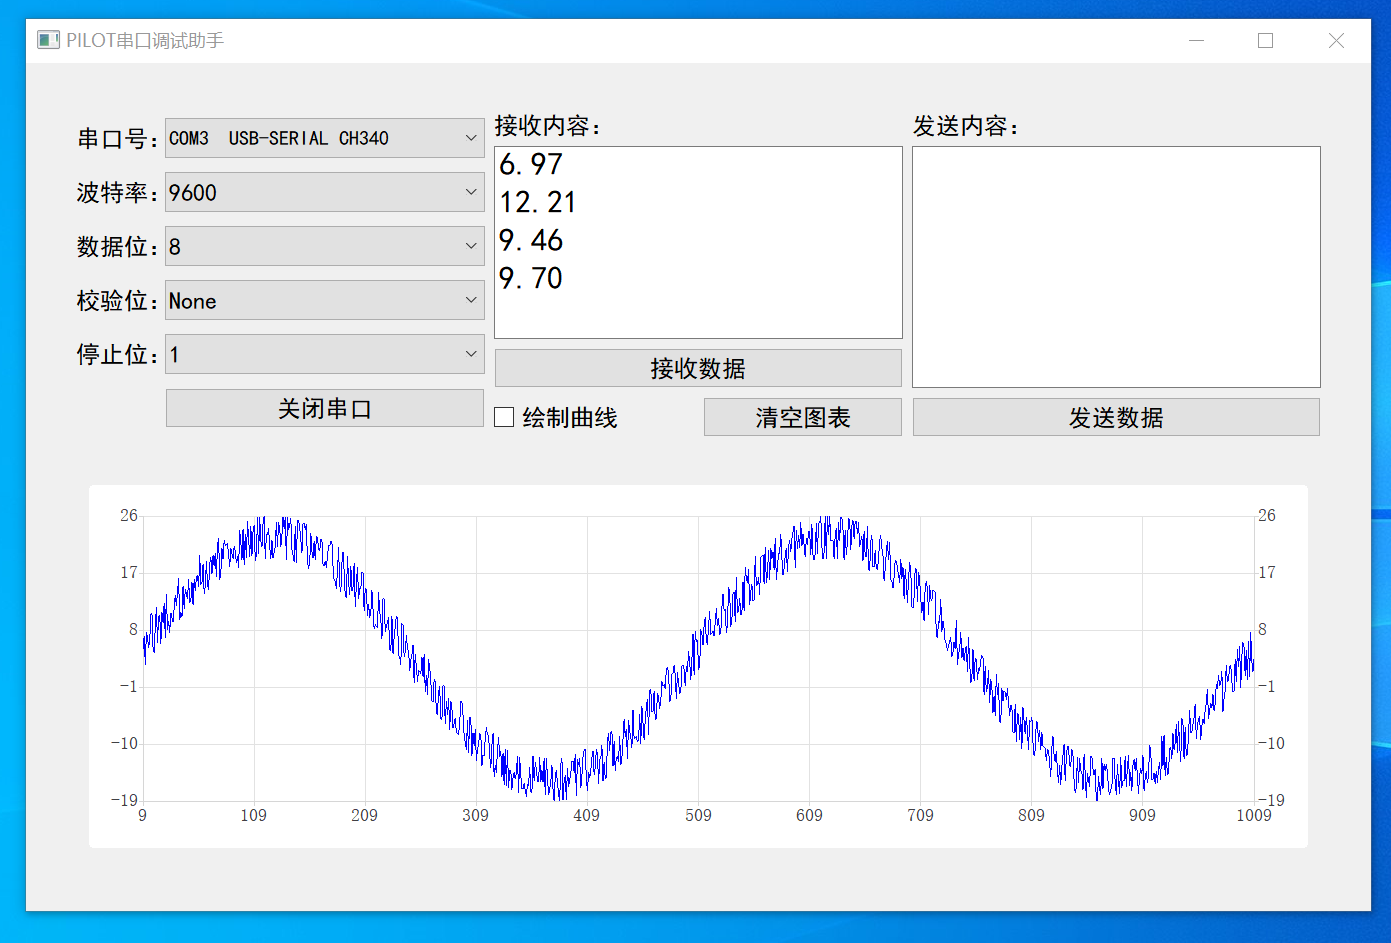 PILOT串口调试助手
串口号：
COM3  USB-SERIAL CH340
波特率：
9600
数据位：
8
校验位：
None
停止位：
1
关闭串口
接收内容：
6.97
12.21
9.46
9.70
接收数据
绘制曲线
清空图表
发送内容：
发送数据
26
17
8
-1
-10
-19
26
17
8
-1
-10
-19
9 109 209 309 409 509 609 709 809 909 1009